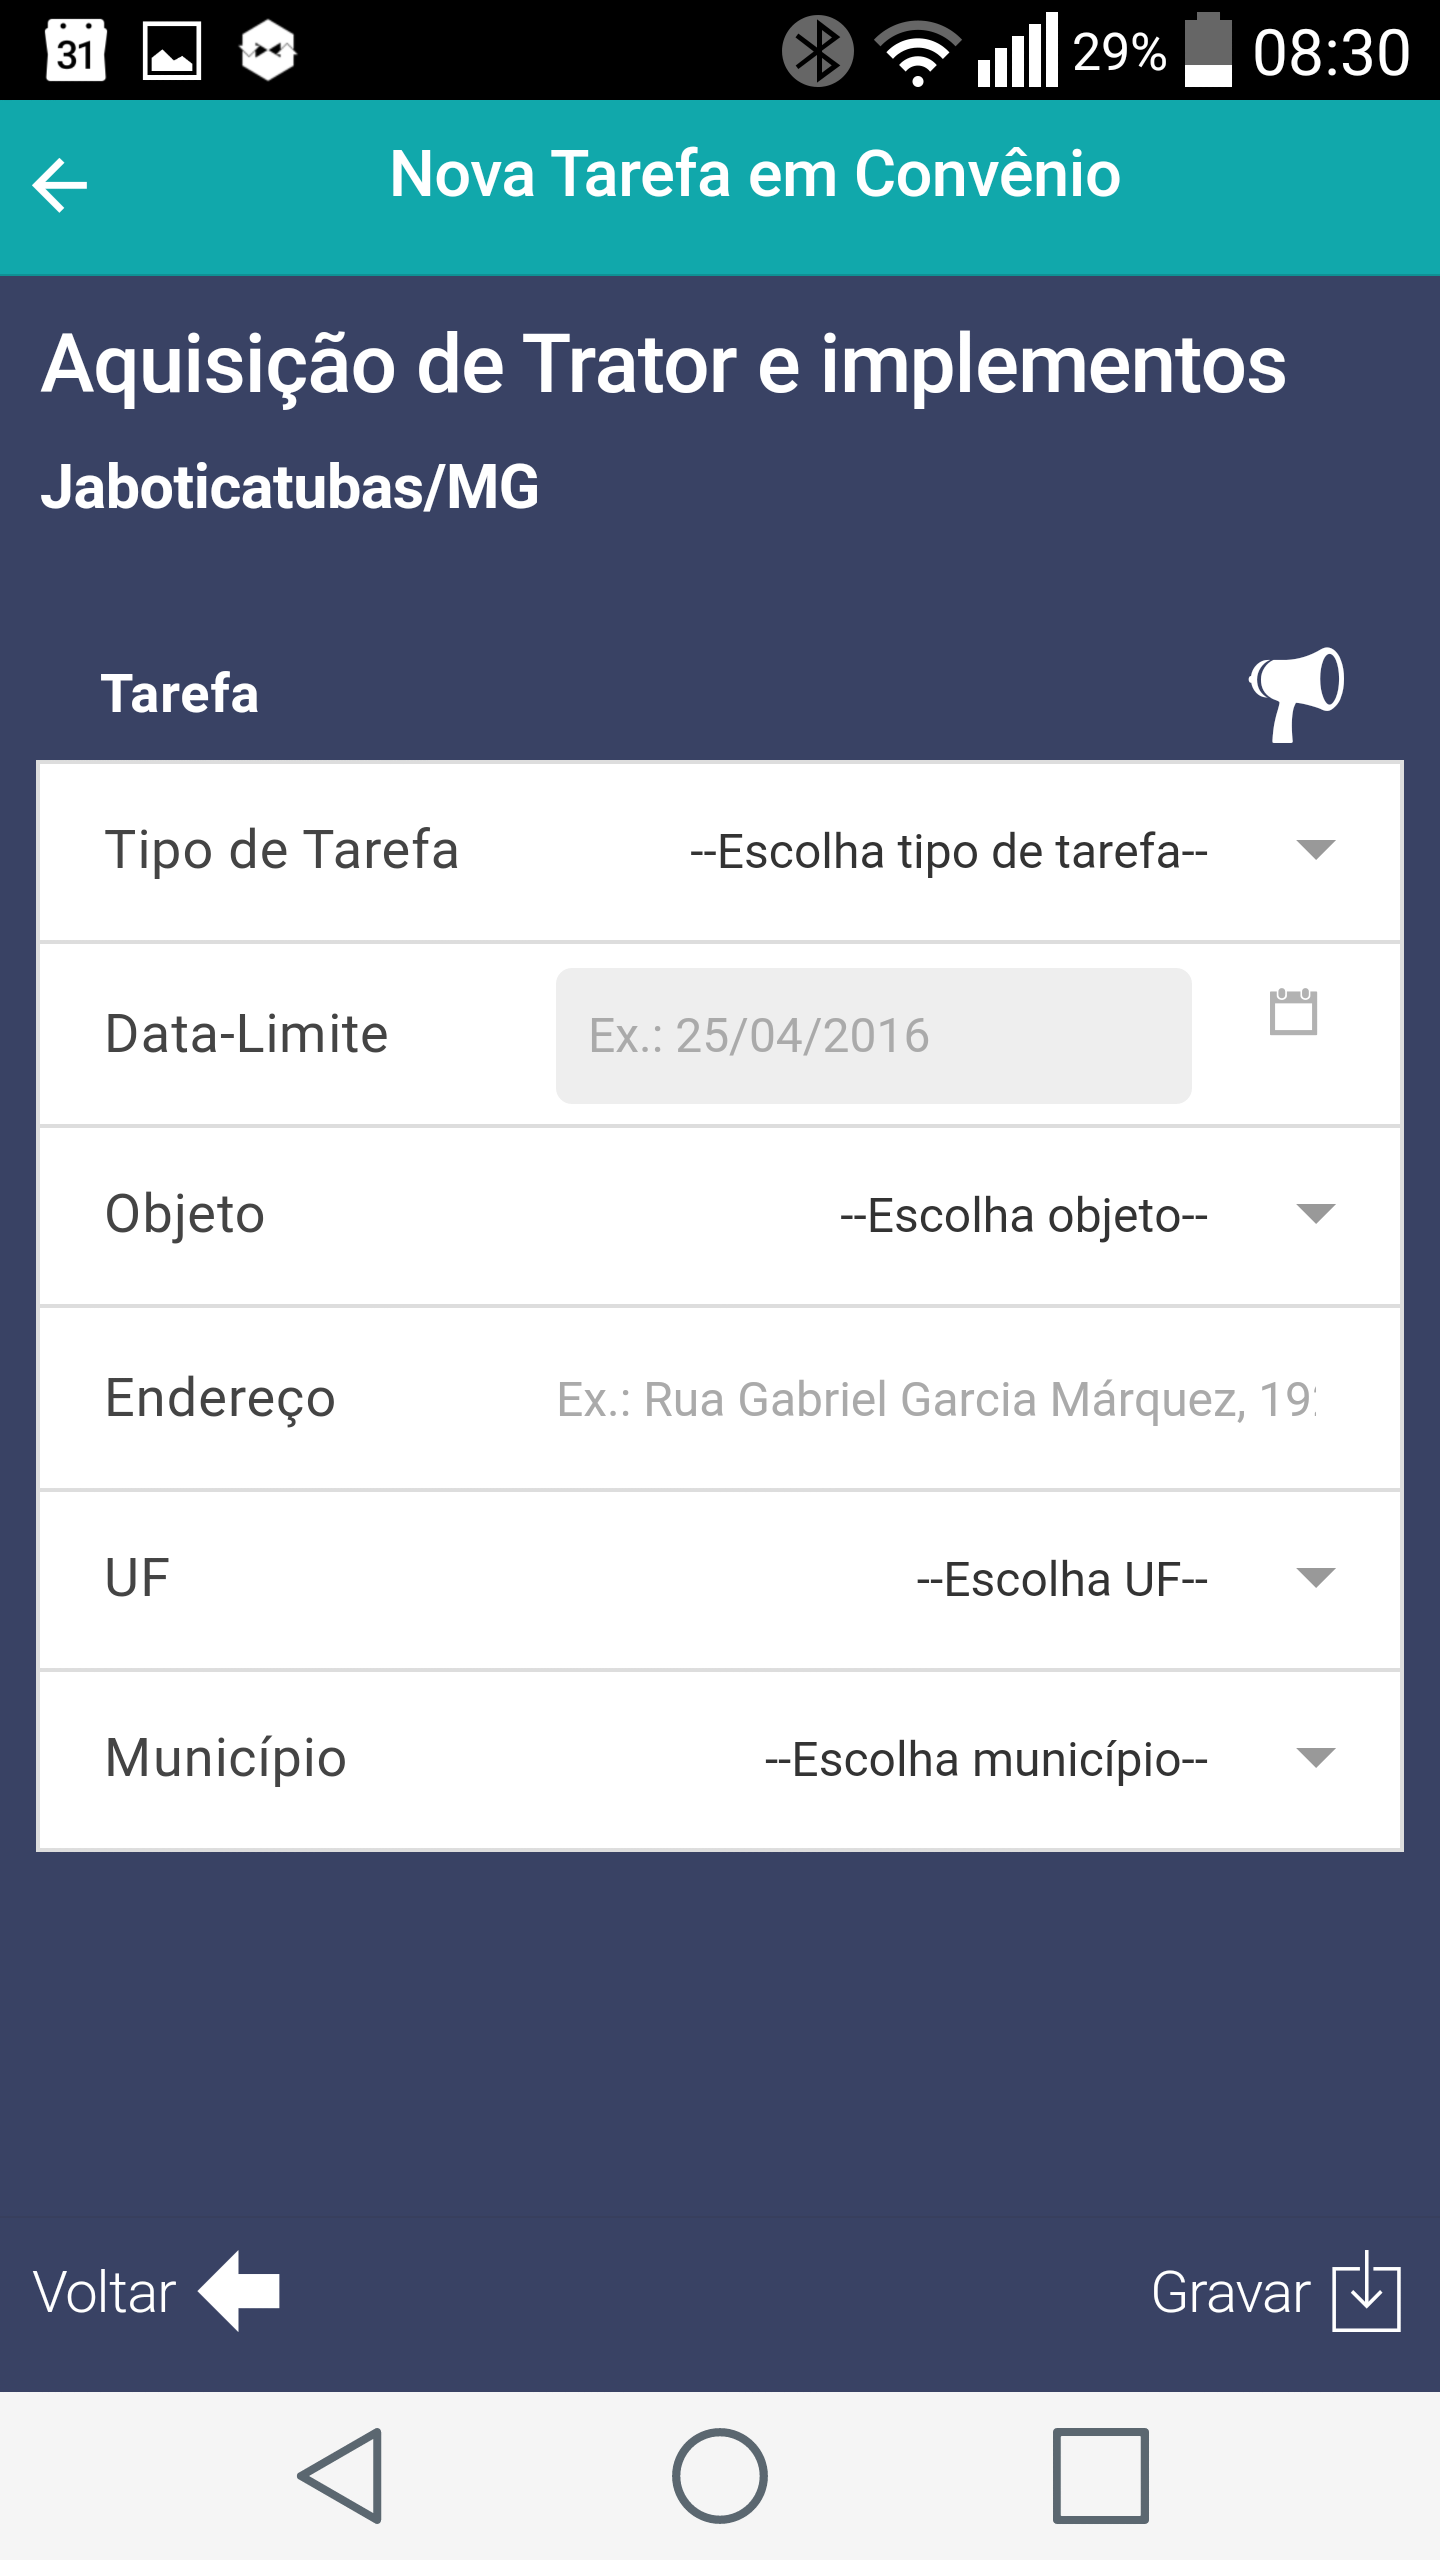 31
29% 08:30
Nova Tarefa em Convênio
Aquisição de Trator e implementos
Jaboticatubas/MG
Tarefa
Tipo de Tarefa --Escolha tipo de tarefa--
Data-Limite Ex.: 25/04/2016
Objeto --Escolha objeto--
Endereço Ex.: Rua Gabriel Garcia Márquez, 19
UF --Escolha UF--
Município --Escolha município--
Voltar Gravar